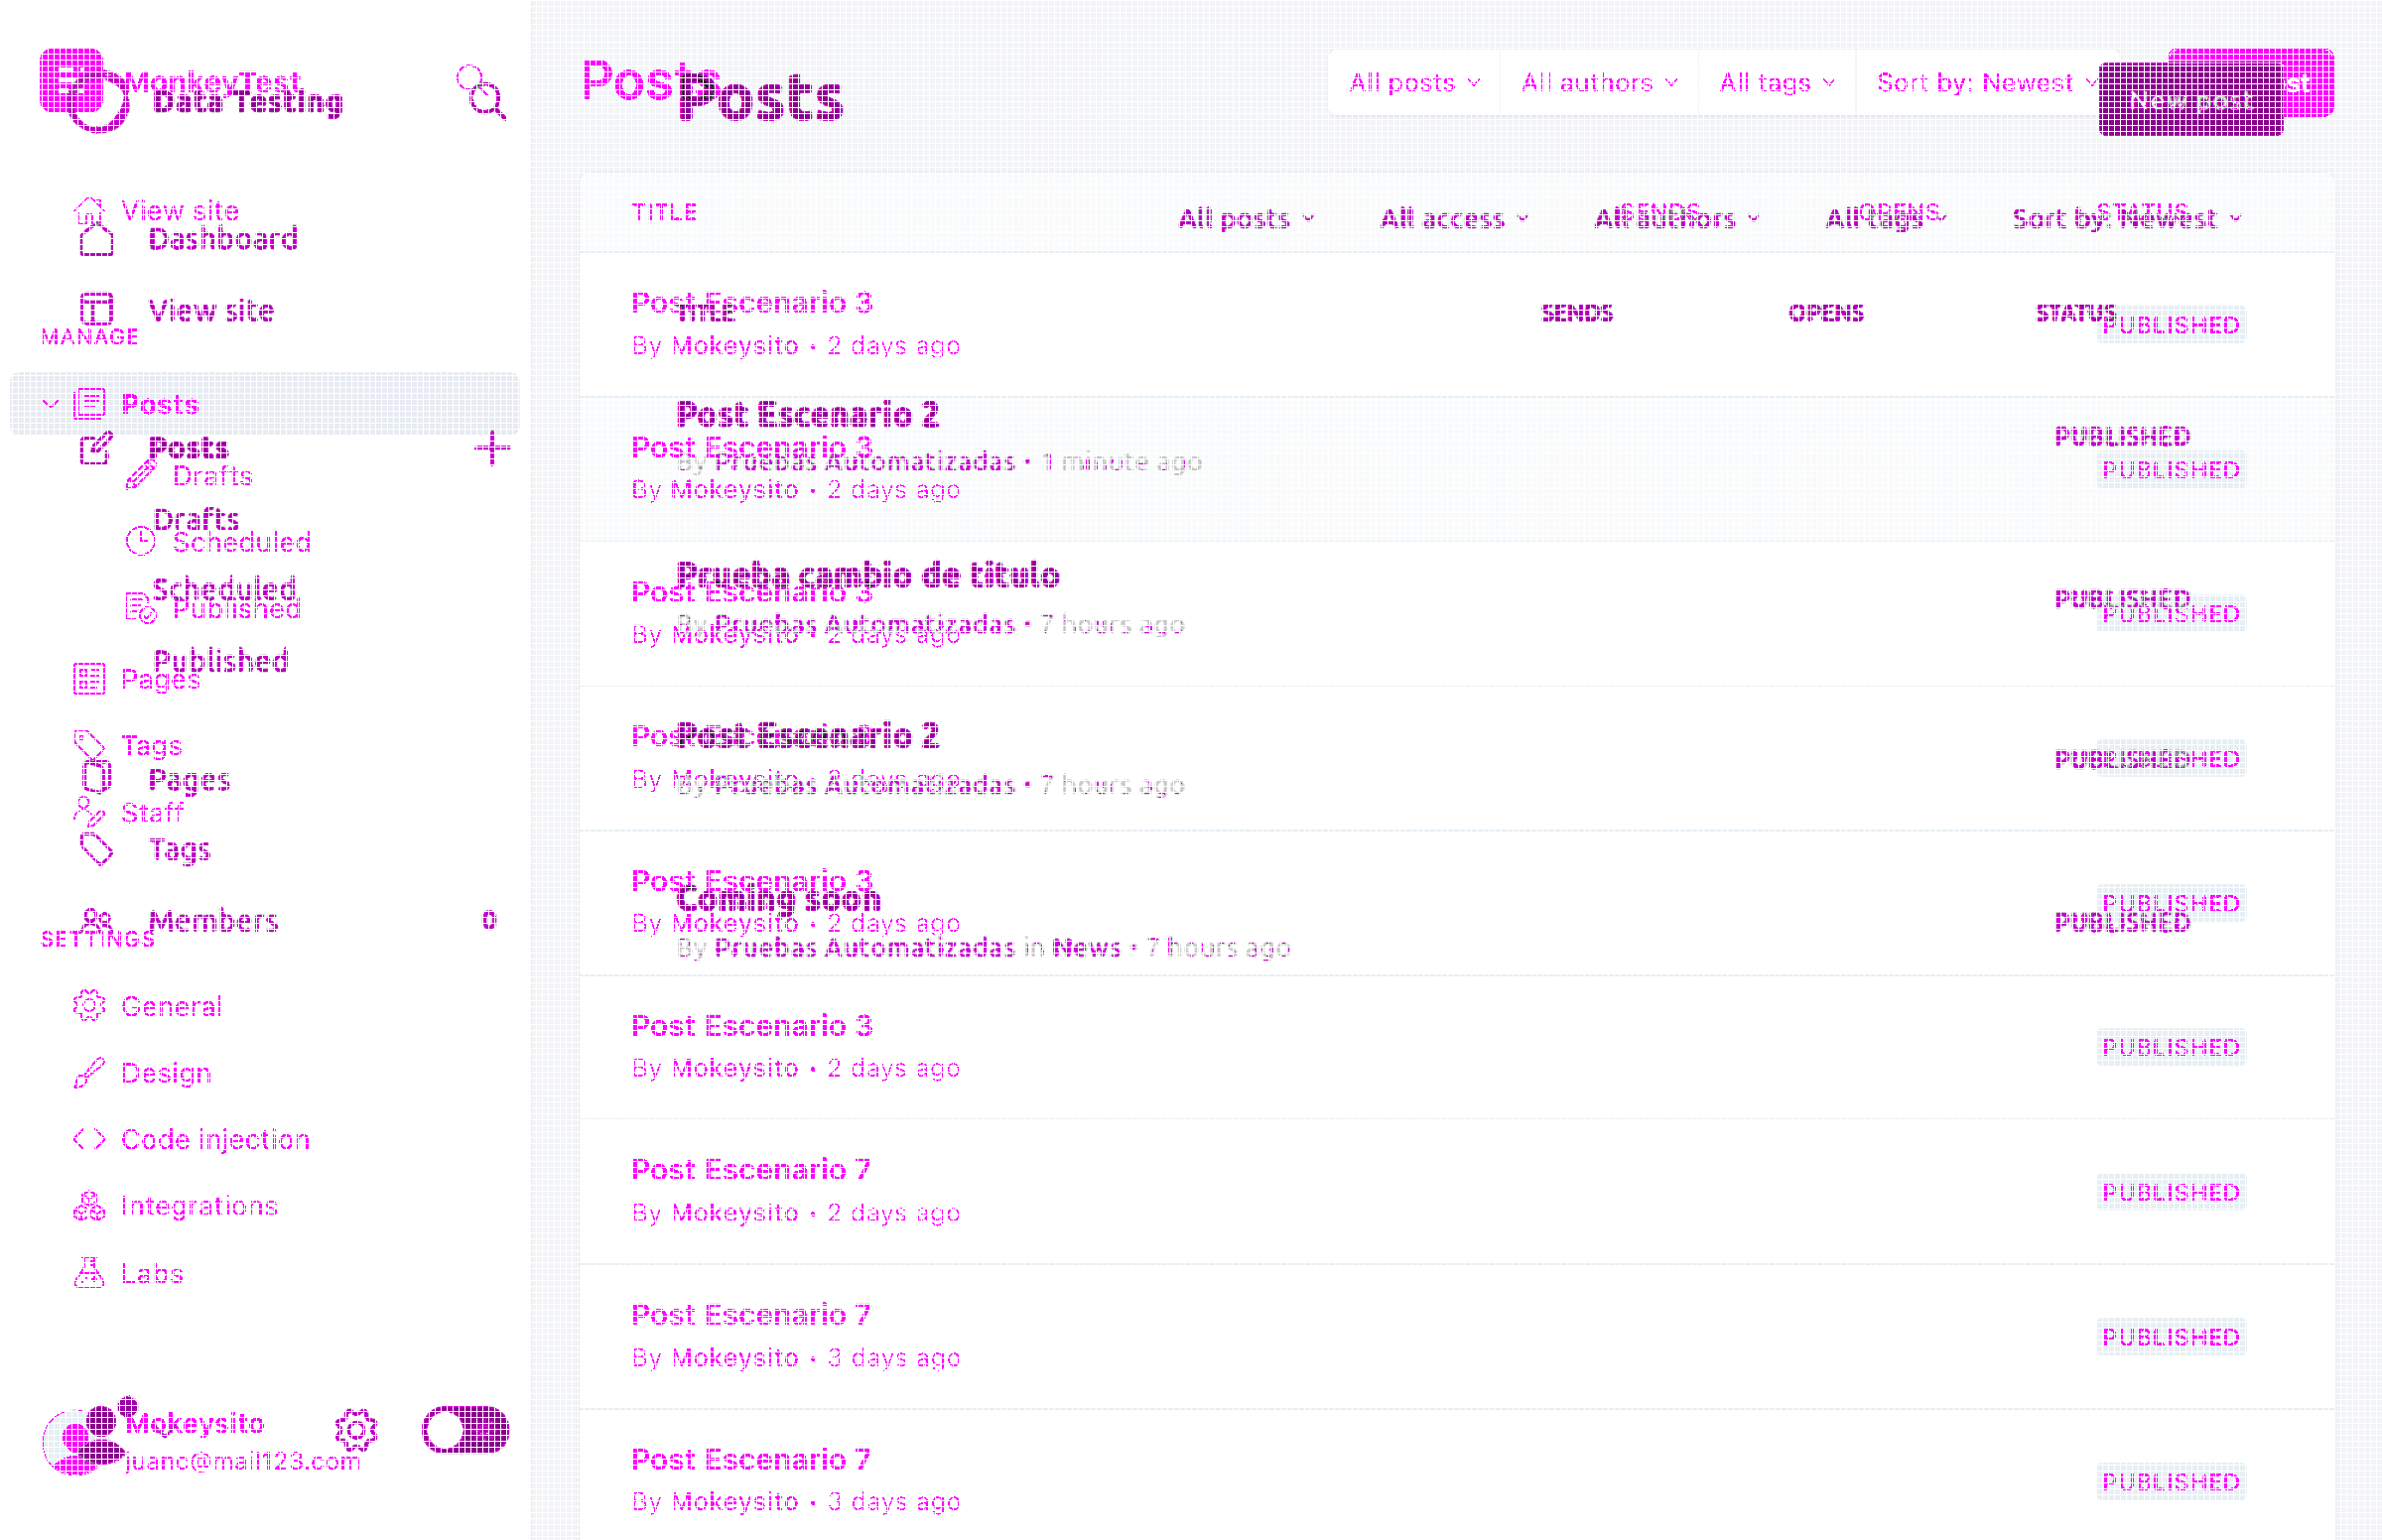 MonkeyTest
Data Testing
View site
Dashboard
View site
MANAGE
Posts
Posts
Drafts
Drafts
Scheduled
Scheduled
Published
Published
Pages
Tags
Pages
Staff
Tags
Members 0
SETTINGS
General
Design
Code injection
Integrations
Labs
Mokeysito
juanc@mail123.com
Posts
Posts
All posts All authors All tags Sort by: Newest
New post
TITLE SENDS OPENS STATUS
All posts All access All authors All tags Sort by: Newest
Post Escenario 3
TITLE SENDS OPENS STATUS
PUBLISHED
By Mokeysito • 2 days ago
Post Escenario 2
PUBLISHED
Post Escenario 3
By Pruebas Automatizadas • 1 minute ago
PUBLISHED
By Mokeysito • 2 days ago
Prueba cambio de titulo
Post Escenario 3
PUBLISHED
PUBLISHED
By Pruebas Automatizadas • 7 hours ago
By Mokeysito • 2 days ago
Post Escenario 2
PUBLISHED
PUBLISHED
By Mokeysito • 2 days ago
By Pruebas Automatizadas • 7 hours ago
Post Escenario 3
Coming soon
PUBLISHED
By Mokeysito • 2 days ago
PUBLISHED
By Pruebas Automatizadas in News • 7 hours ago
Post Escenario 3
PUBLISHED
By Mokeysito • 2 days ago
Post Escenario 7
PUBLISHED
By Mokeysito • 2 days ago
Post Escenario 7
PUBLISHED
By Mokeysito • 3 days ago
Post Escenario 7
PUBLISHED
By Mokeysito • 3 days ago